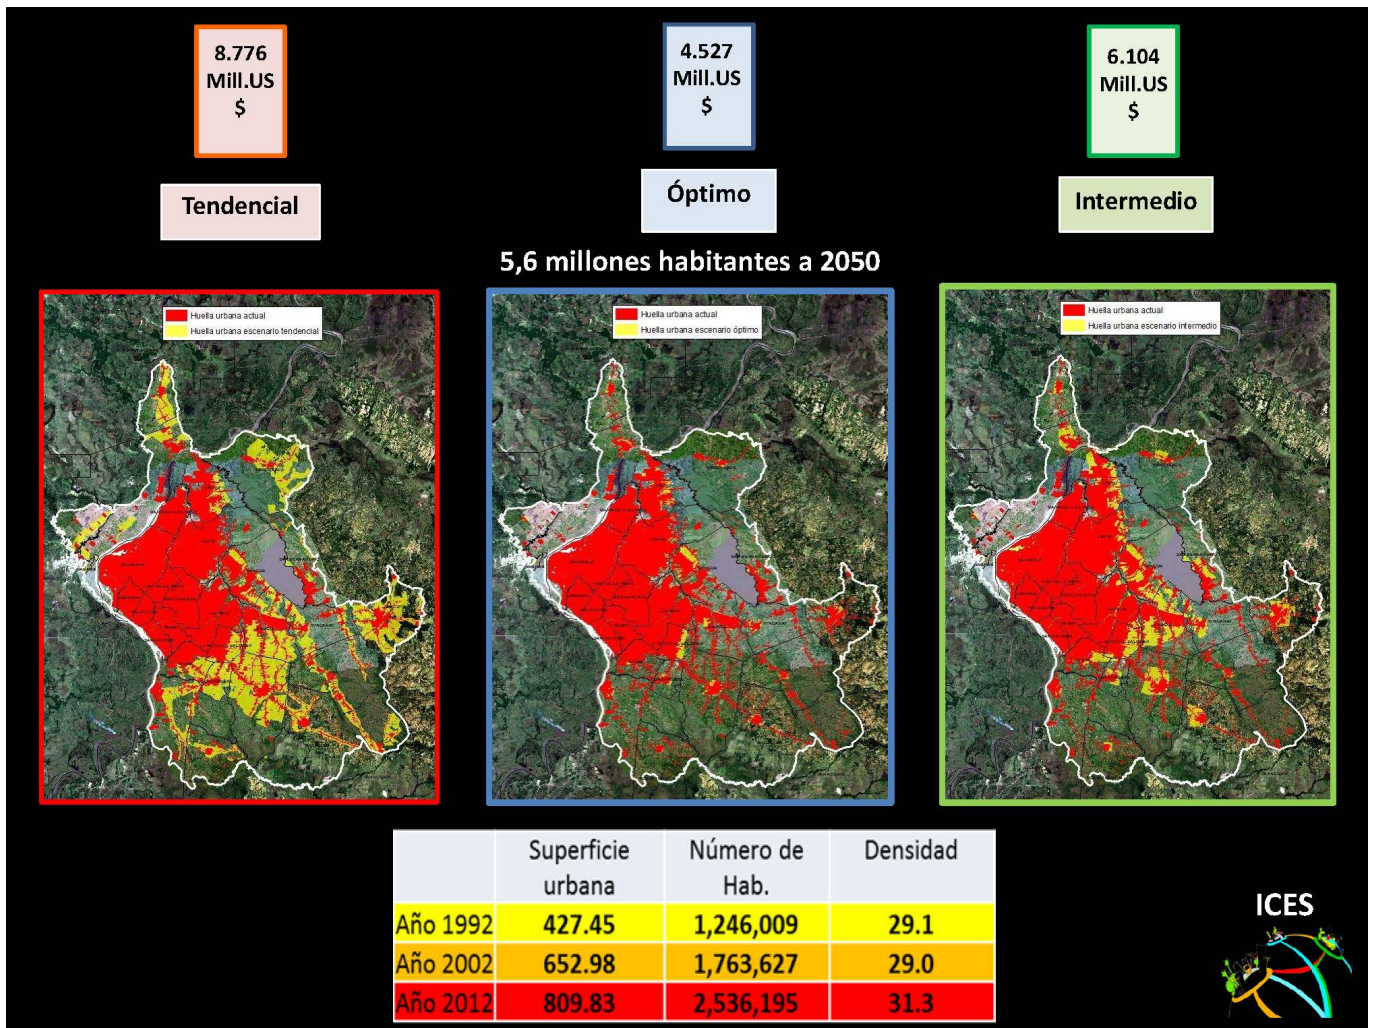 8.776
Mill.US
$
4.527
Mill.US
$
6.104
Mill.US
$
Tendencial
Óptimo
Intermedio
5,6 millones habitantes a 2050
Huella urbana actual
Huella urbana escenario tendencial
Huella urbana actual
Huella urbana escenario óptimo
Huella urbana actual
Huella urbana escenario intermedio
Superficie urbana
Número de Hab.
Densidad
Año 1992 427.45 1,246,009 29.1
Año 2002 652.98 1,763,627 29.0
Año 2012 809.83 2,536,195 31.3
ICES